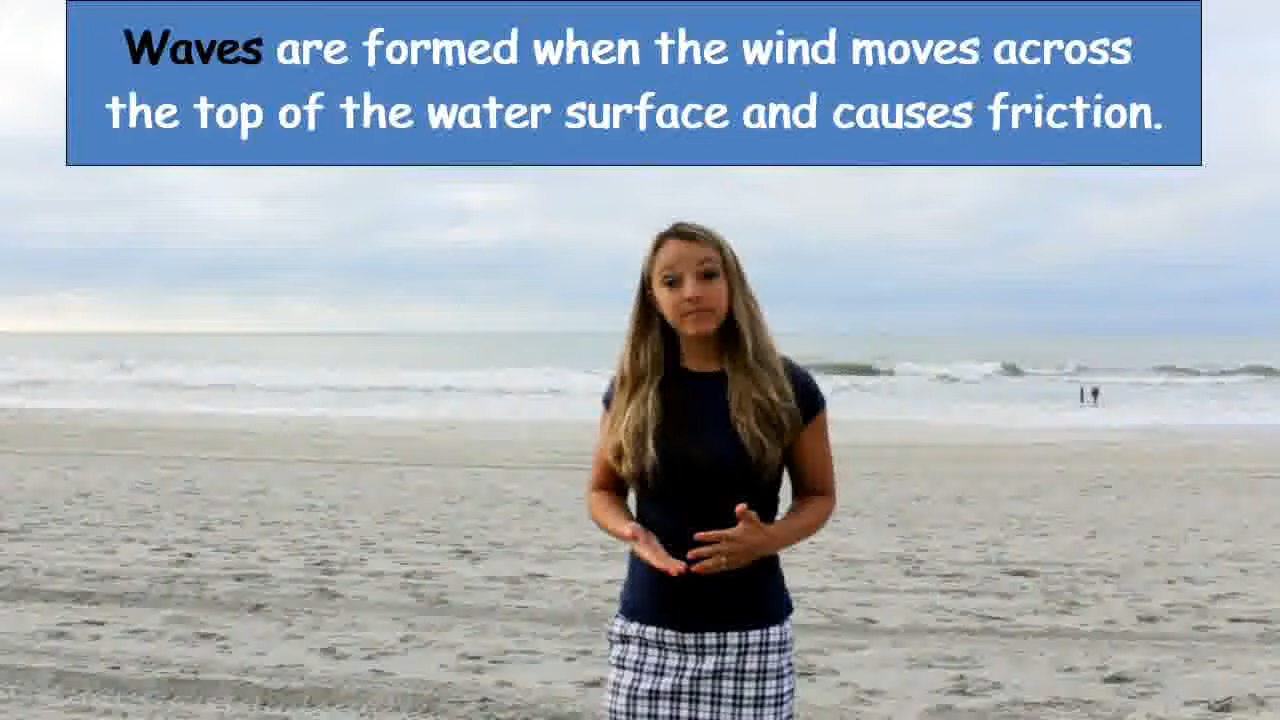 Waves are formed when the wind moves across
the top of the water surface and causes friction.